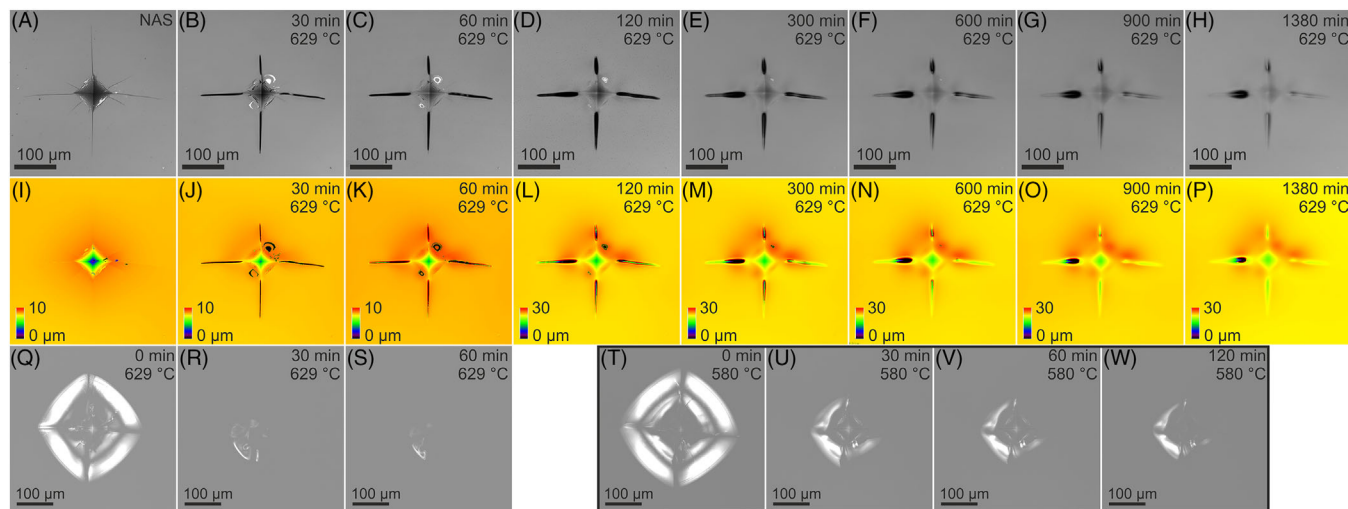 (A) NAS
(B) 30 min
629 °C
100 µm
(C) 60 min
629 °C
100 µm
(D) 120 min
629 °C
100 µm
(E) 300 min
629 °C
100 µm
(F) 600 min
629 °C
100 µm
(G) 900 min
629 °C
100 µm
(H) 1380 min
629 °C
100 µm
100 µm
(I)
10
0 µm
(J) 30 min
629 °C
10
0 µm
(K) 60 min
629 °C
10
0 µm
(L) 120 min
629 °C
30
0 µm
(M) 300 min
629 °C
30
0 µm
(N) 600 min
629 °C
30
0 µm
(O) 900 min
629 °C
30
0 µm
(P) 1380 min
629 °C
30
0 µm
(Q) 0 min
629 °C
100 µm
(R) 30 min
629 °C
100 µm
(S) 60 min
629 °C
100 µm
(T) 0 min
580 °C
100 µm
(U) 30 min
580 °C
100 µm
(V) 60 min
580 °C
100 µm
(W) 120 min
580 °C
100 µm